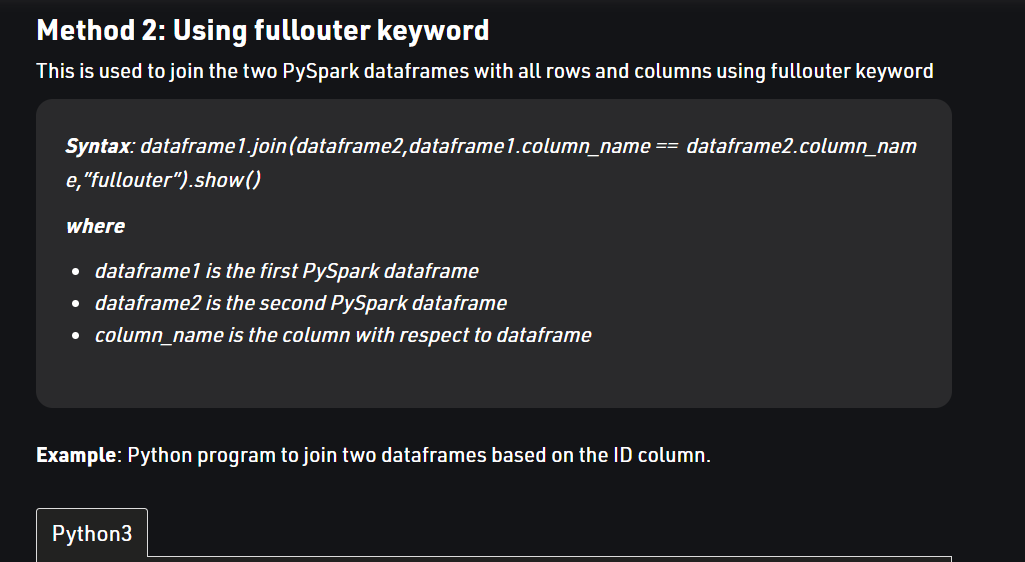 Method 2: Using fullouter keyword
This is used to join the two PySpark dataframes with all rows and columns using fullouter keyword
Syntax: dataframe1.join(dataframe2,dataframe1.column_name == dataframe2.column_nam
e,”fullouter”).show()
where
• dataframe1 is the first PySpark dataframe
• dataframe2 is the second PySpark dataframe
• column_name is the column with respect to dataframe
Example: Python program to join two dataframes based on the ID column.
Python3